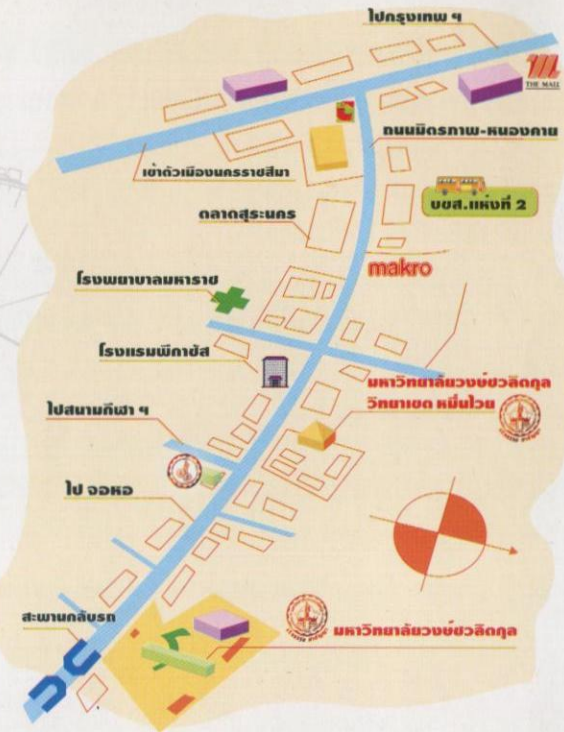 ไปกรุงเทพ ฯ
THE MALL
ถนนมิตรภาพ-หนองคาย
เข้าตัวเมืองนครราชสีมา
บขส.แห่งที่ 2
ตลาดสุระนคร
makro
โรงพยาบาลมหาราช
โรงแรมพีกาซัส
มหาวิทยาลัยวงษ์ชวลิตกุล
วิทยาเขต หมื่นไวย
ไปสนามกีฬา ฯ
ไป จอหอ
สะพานกลับรถ
มหาวิทยาลัยวงษ์ชวลิตกุล